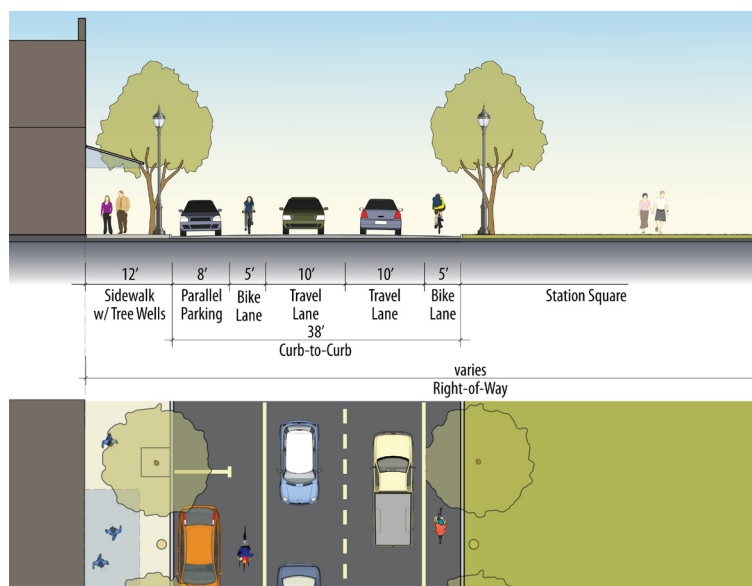 12’ 8’ 5’ 10’ 10’ 5’
Sidewalk
w/ Tree Wells
Parallel
Parking
Bike
Lane
Travel
Lane
Travel
Lane
Bike
Lane
Station Square
38’
Curb-to-Curb
varies
Right-of-Way